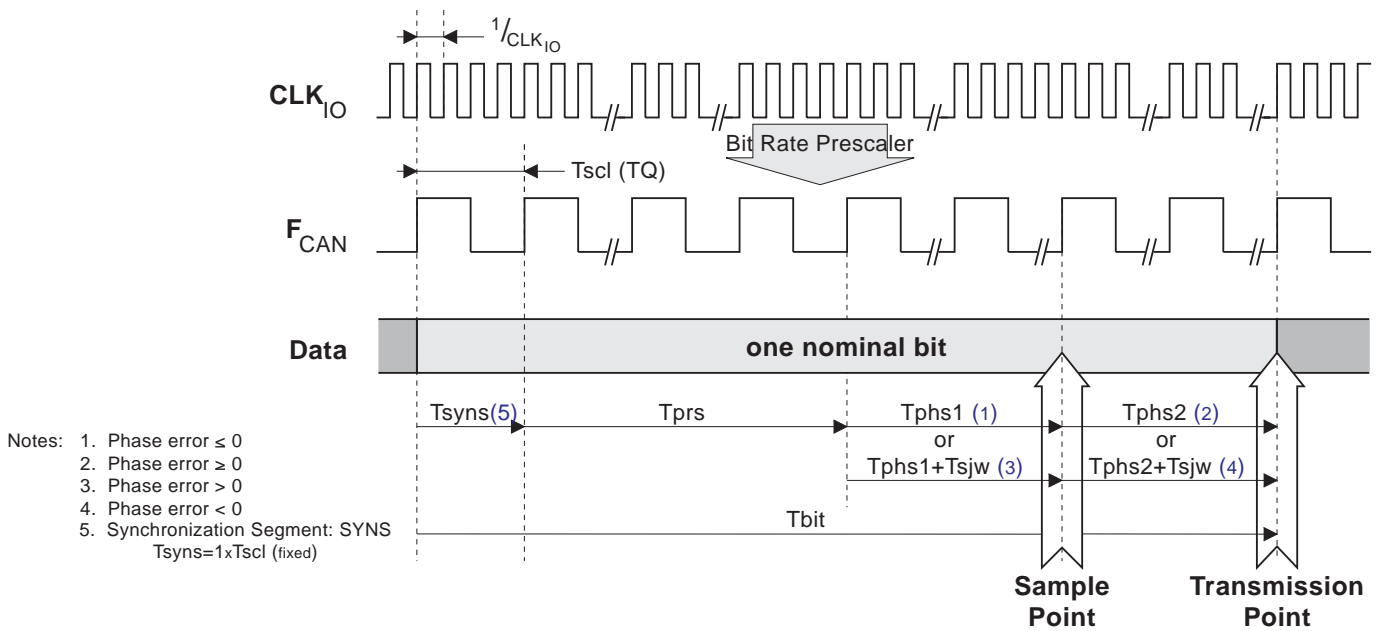 1/CLKIO
CLKIO
Bit Rate Prescaler
Tscl (TQ)
FCAN
Data
one nominal bit
Tsyns(5)
Tprs
Tphs1 (1)
or
Tphs1+Tsjw (3)
Tphs2 (2)
or
Tphs2+Tsjw (4)
Tbit
Notes: 1. Phase error ≤ 0
2. Phase error ≥ 0
3. Phase error > 0
4. Phase error < 0
5. Synchronization Segment: SYNS
Tsyns=1xTscl (fixed)
Sample
Point
Transmission
Point